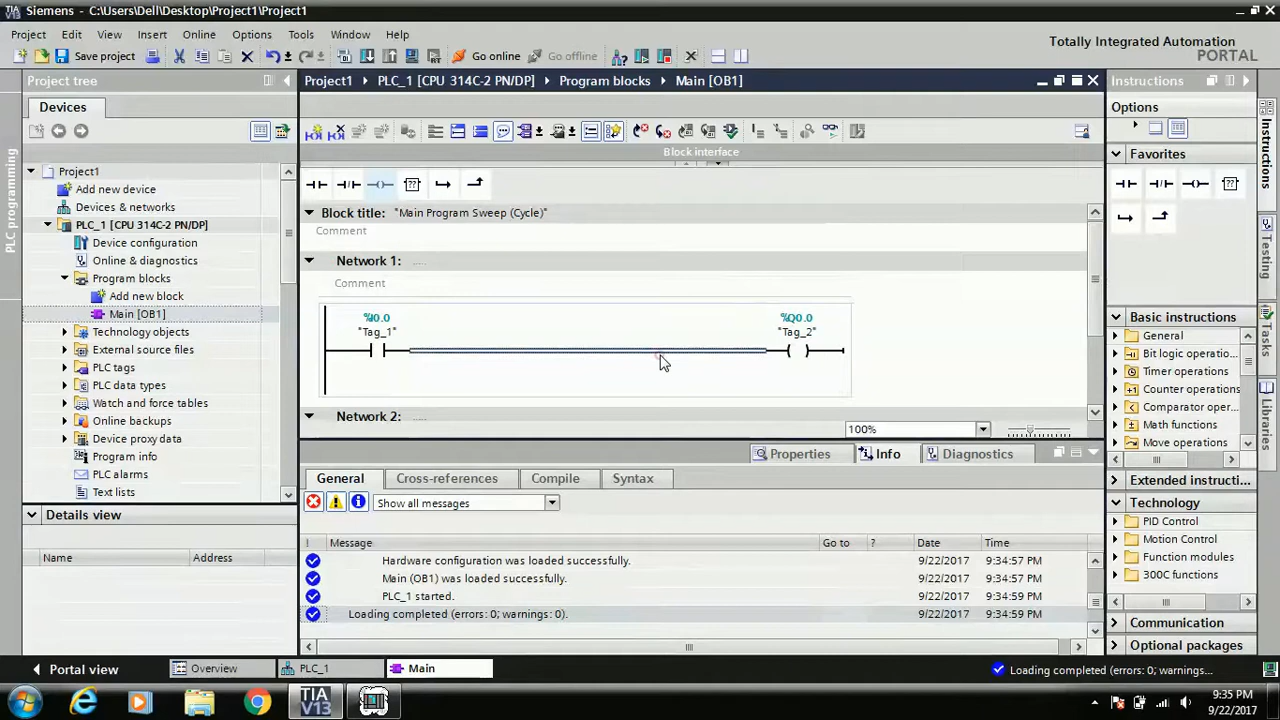 TIA
V13
Siemens - C:\Users\Dell\Desktop\Project1\Project1
Project Edit View Insert Online Options Tools Window Help
Totally Integrated Automation
PORTAL
Save project
Go online
Go offline
Project tree
Devices
PLC programming
Project1
Add new device
Devices & networks
PLC_1 [CPU 314C-2 PN/DP]
Device configuration
Online & diagnostics
Program blocks
Add new block
Main [OB1]
Technology objects
External source files
PLC tags
PLC data types
Watch and force tables
Online backups
Device proxy data
Program info
PLC alarms
Text lists
Details view
Name Address
Project1 PLC_1 [CPU 314C-2 PN/DP] Program blocks Main [OB1]
Block interface
??
Block title: "Main Program Sweep (Cycle)"
Comment
Network 1: .....
Comment
%I0.0
"Tag_1"
%Q0.0
"Tag_2"
Network 2: .....
100%
Properties
Info
Diagnostics
General
Cross-references
Compile
Syntax
Show all messages
! Message Go to ? Date Time
Hardware configuration was loaded successfully. 9/22/2017 9:34:57 PM
Main (OB1) was loaded successfully. 9/22/2017 9:34:57 PM
PLC_1 started. 9/22/2017 9:34:59 PM
Loading completed (errors: 0; warnings: 0). 9/22/2017 9:34:59 PM
Instructions
Options
Favorites
??
Basic instructions
General
Bit logic operatio...
Timer operations
Counter operations
Comparator oper...
Math functions
Move operations
Extended instructi...
Technology
PID Control
Motion Control
Function modules
300C functions
Communication
Optional packages
Instructions
Testing
Tasks
Libraries
Portal view
Overview
PLC_1
Main
Loading completed (errors: 0; warnings...
TIA
V13
9:35 PM
9/22/2017